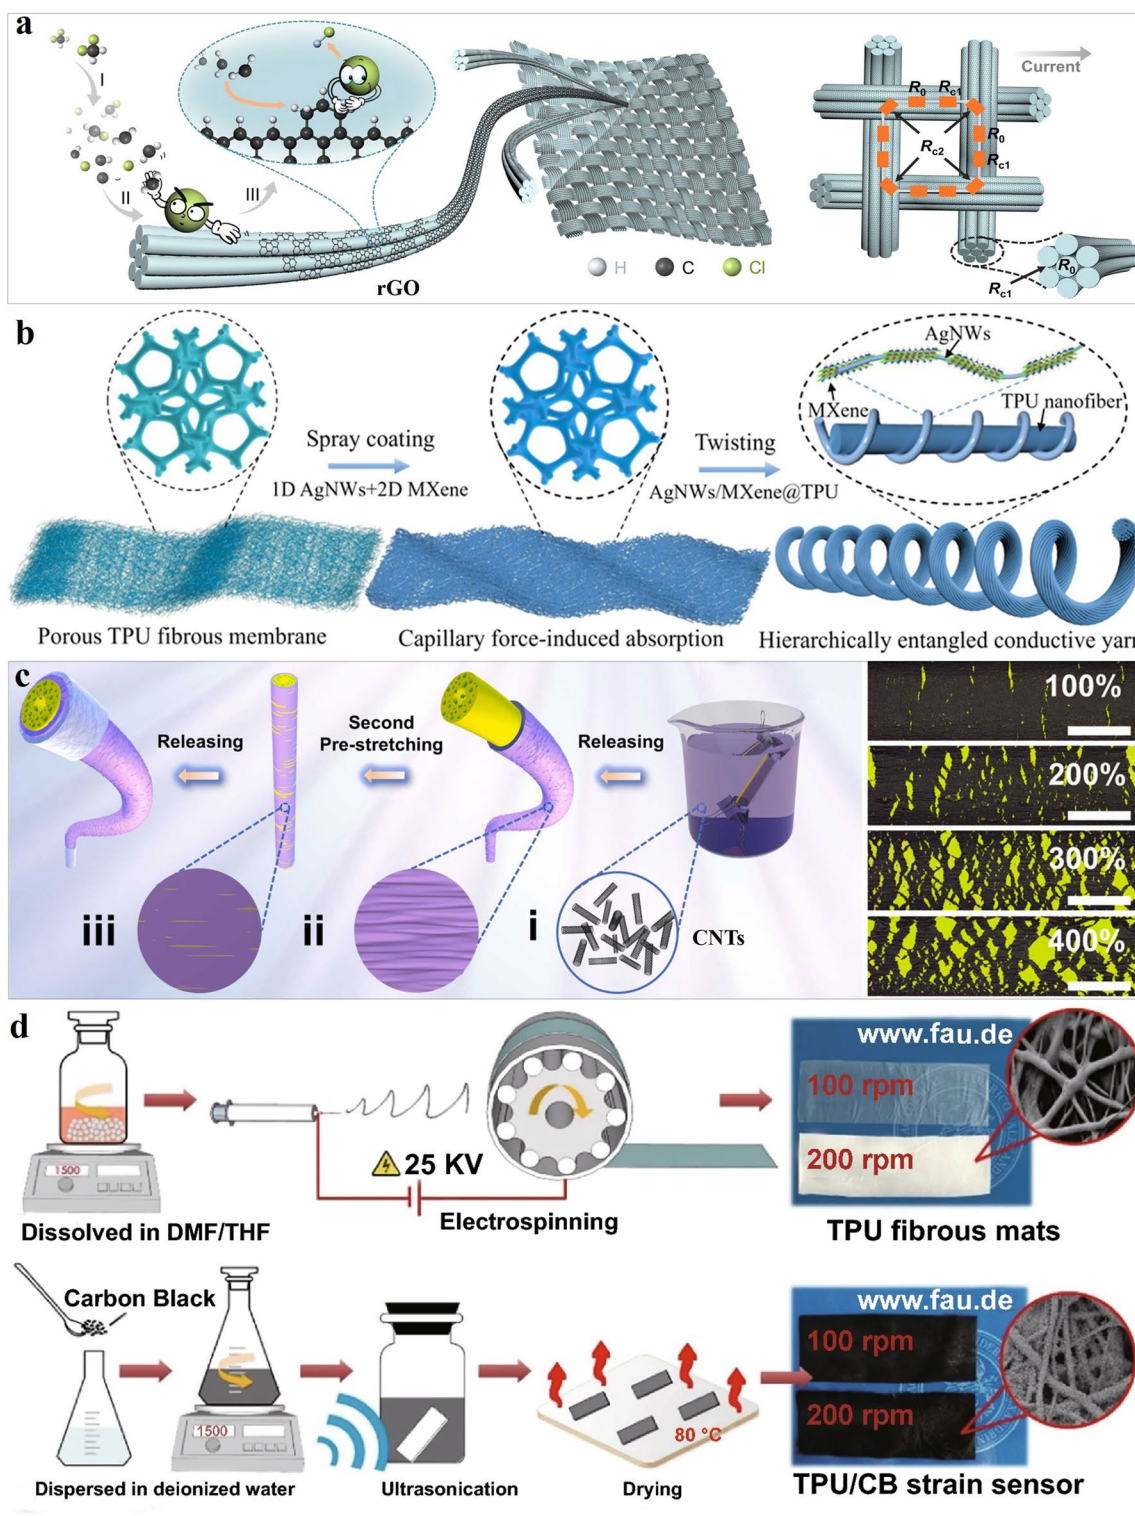 a
I
II
III
rGO
H
C
Cl
Current
R0
Rc1
Rc2
R0
Rc1
R0
Rc1
b
Spray coating
1D AgNWs+2D MXene
Twisting
AgNWs/MXene@TPU
AgNWs
MXene
TPU nanofiber
Porous TPU fibrous membrane
Capillary force-induced absorption
Hierarchically entangled conductive yarn
c
Releasing
Second
Pre-stretching
Releasing
iii
ii
i
CNTs
100%
200%
300%
400%
d
1500
Dissolved in DMF/THF
25 KV
Electrospinning
www.fau.de
100 rpm
200 rpm
TPU fibrous mats
Carbon Black
1500
Dispersed in deionized water
Ultrasonication
80 °C
Drying
www.fau.de
100 rpm
200 rpm
TPU/CB strain sensor